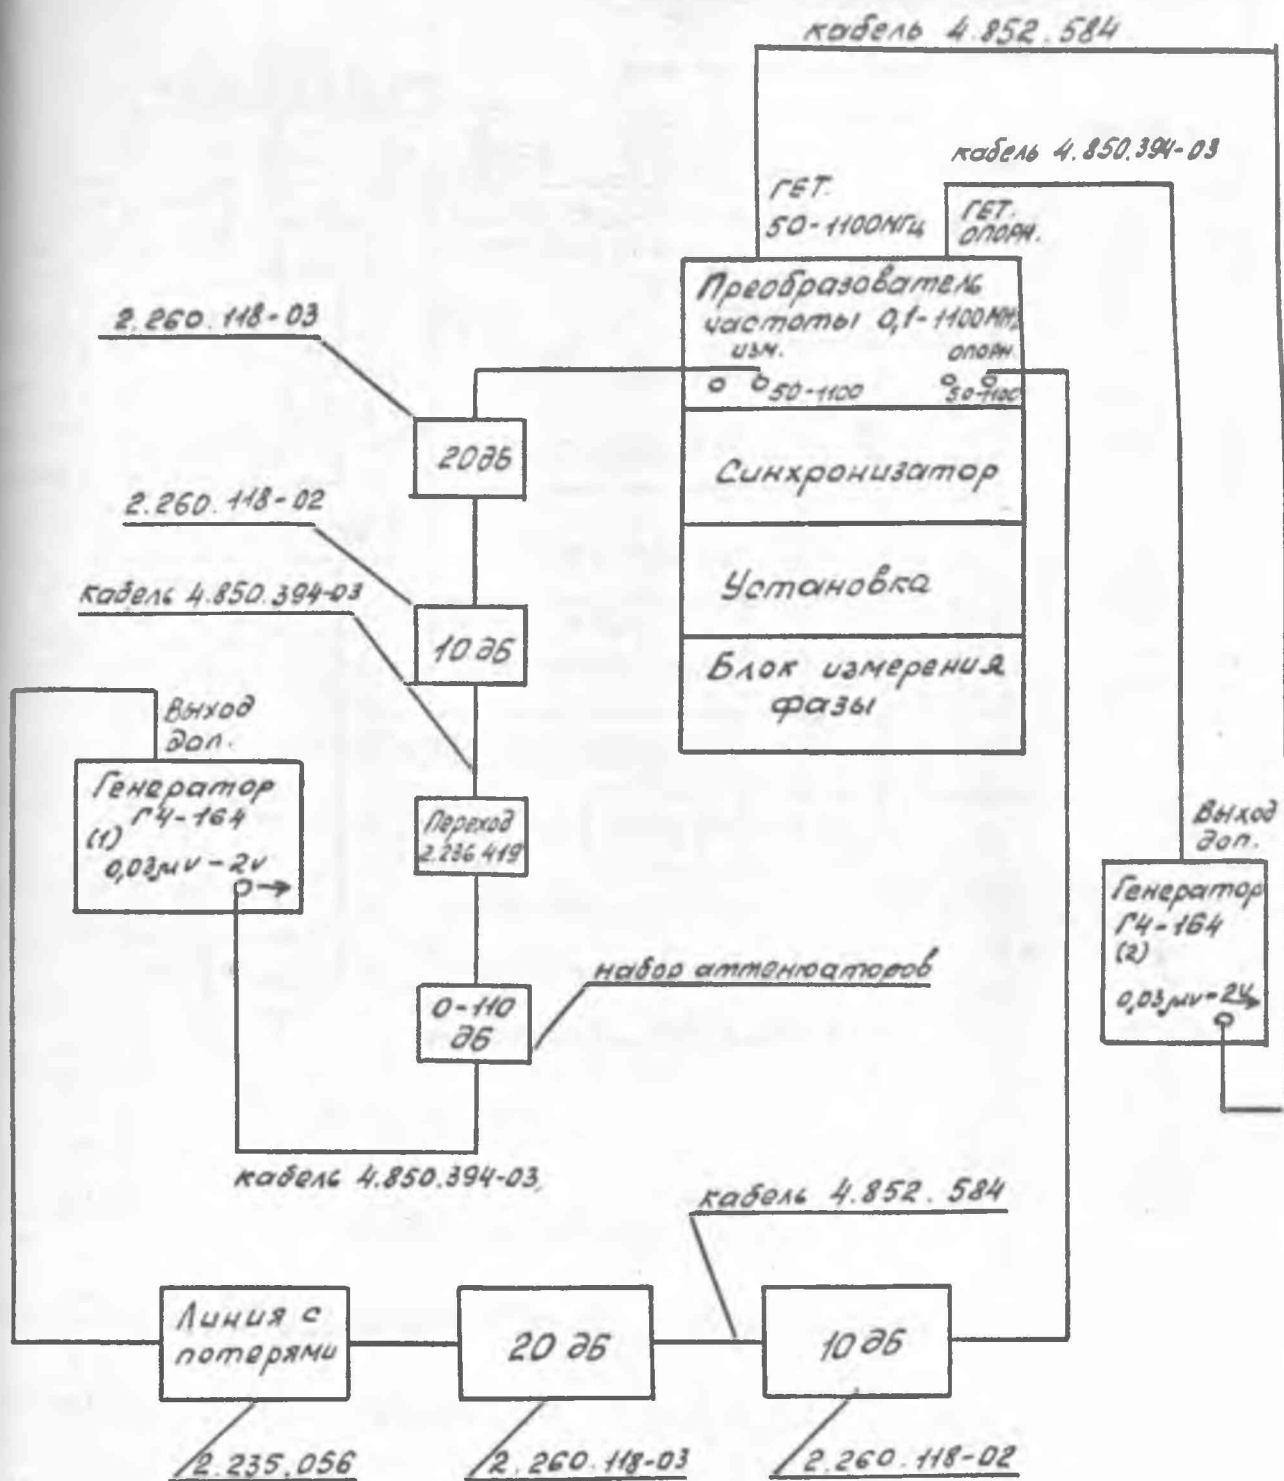 кабель 4.852.584
кабель 4.850.394-03
ГЕТ.
50-1100МГц
ГЕТ.
ОПОРН.
Преобразователь
частоты 0,1-1100МГц
изм.
опорн.
50-1100
50-1100
Синхронизатор
Установка
Блок измерения
фазы
2.260.118-03
20дБ
2.260.118-02
кабель 4.850.394-03
10дБ
Выход
доп.
Генератор
Г4-164
(1)
0,03μv-2v
Переход
2.236.419
набор аттенюаторов
0-110
дБ
кабель 4.850.394-03
Выход
доп.
Генератор
Г4-164
(2)
0,03μv-2v
кабель 4.852.584
Линия с
потерями
20 дБ
10 дБ
2.235.056
2.260.118-03
2.260.118-02